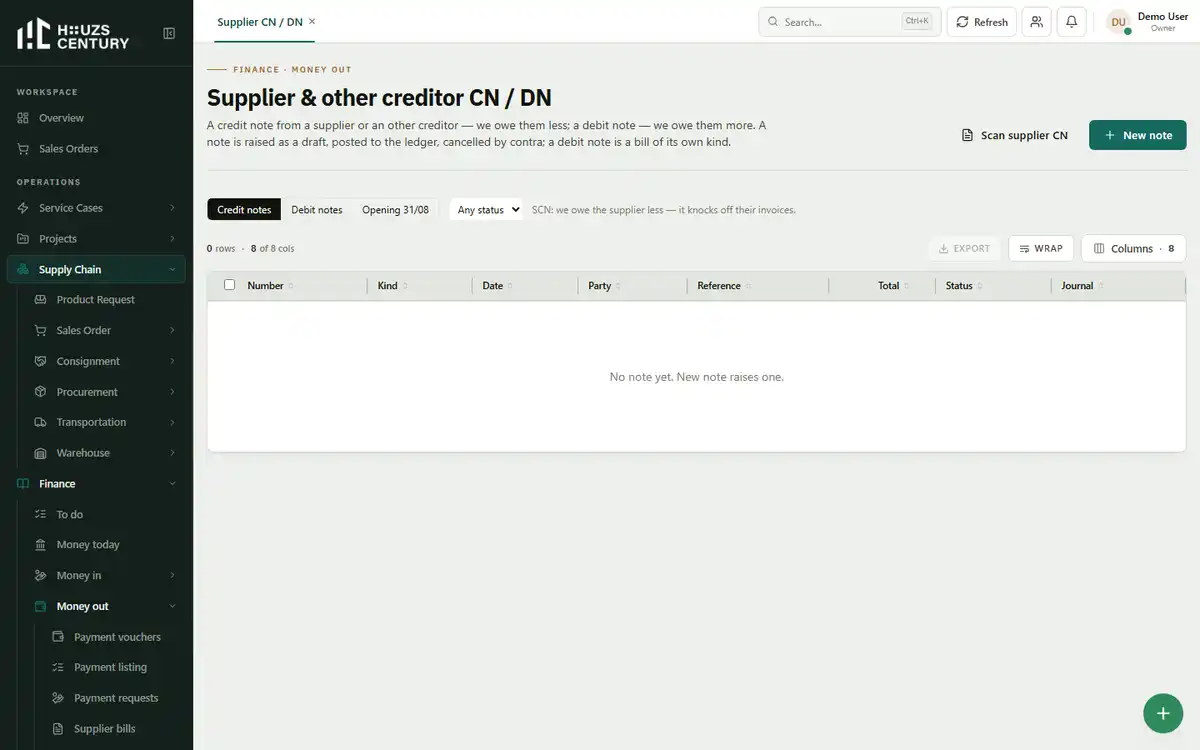 HOUZS
CENTURY
WORKSPACE
Overview
Sales Orders
OPERATIONS
Service Cases
Projects
Supply Chain
Product Request
Sales Order
Consignment
Procurement
Transportation
Warehouse
Finance
To do
Money today
Money in
Money out
Payment vouchers
Payment listing
Payment requests
Supplier bills
Supplier CN / DN ×
Search... Ctrl+K
Refresh
DU
Demo User
Owner
FINANCE · MONEY OUT
Supplier & other creditor CN / DN
A credit note from a supplier or an other creditor — we owe them less; a debit note — we owe them more. A
note is raised as a draft, posted to the ledger, cancelled by contra; a debit note is a bill of its own kind.
Scan supplier CN
+ New note
Credit notes Debit notes Opening 31/08 Any status SCN: we owe the supplier less — it knocks off their invoices.
0 rows · 8 of 8 cols
EXPORT WRAP Columns · 8
Number Kind Date Party Reference Total Status Journal
No note yet. New note raises one.
+